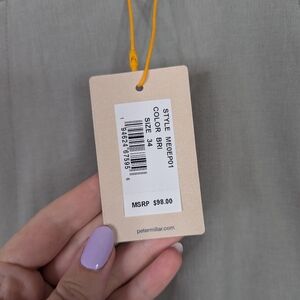 STYLE ME0EP01
COLOR BRI
SIZE 34
MSRP $98.00
petermillar.com